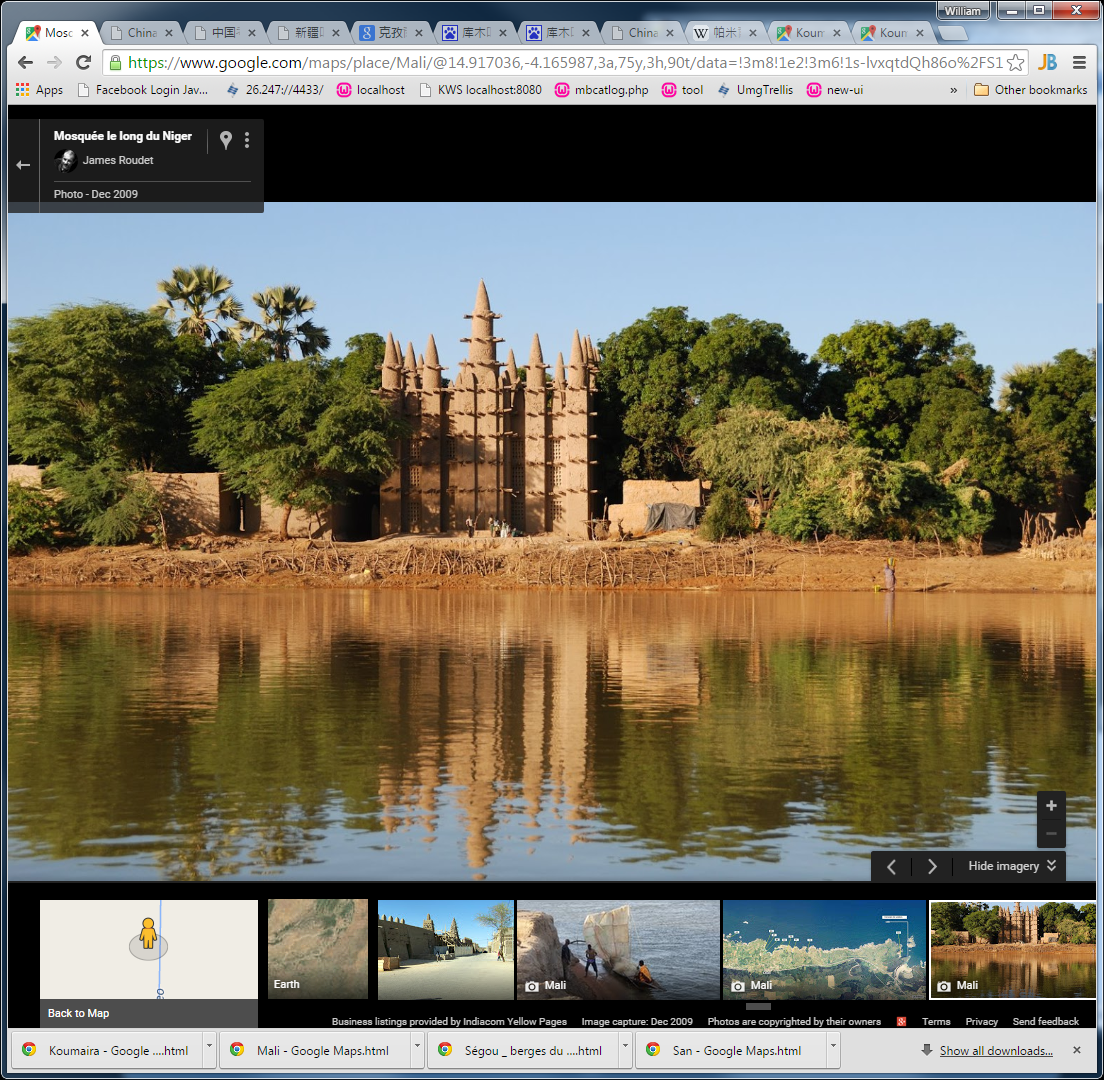 William
Mosc
China
中国
新疆
克孜
库木
库木
China
帕米
Koum
Koum
https://www.google.com/maps/place/Mali/@14.917036,-4.165987,3a,75y,3h,90t/data=!3m8!1e2!3m6!1s-lvxqtdQh86o%2FS1
JB
Apps
Facebook Login Jav...
26.247://4433/
localhost
KWS localhost:8080
mbcatlog.php
tool
UmgTrellis
new-ui
»
Other bookmarks
Mosquée le long du Niger
James Roudet
Photo - Dec 2009
Hide imagery
Back to Map
Earth
Mali
Mali
Mali
Business listings provided by Indiacom Yellow Pages
Image capture: Dec 2009
Photos are copyrighted by their owners
Terms
Privacy
Send feedback
Koumaira - Google ....html
Mali - Google Maps.html
Ségou _ berges du ....html
San - Google Maps.html
Show all downloads...